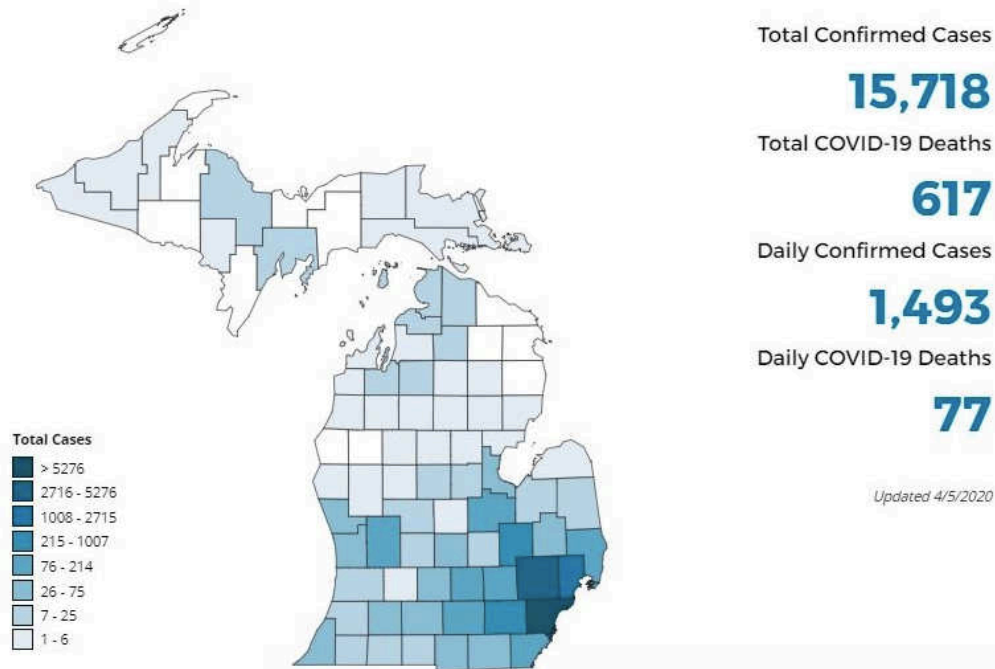 Total Confirmed Cases
15,718
Total COVID-19 Deaths
617
Daily Confirmed Cases
1,493
Daily COVID-19 Deaths
77
Updated 4/5/2020
Total Cases
> 5276
2716 - 5276
1008 - 2715
215 - 1007
76 - 214
26 - 75
7 - 25
1 - 6